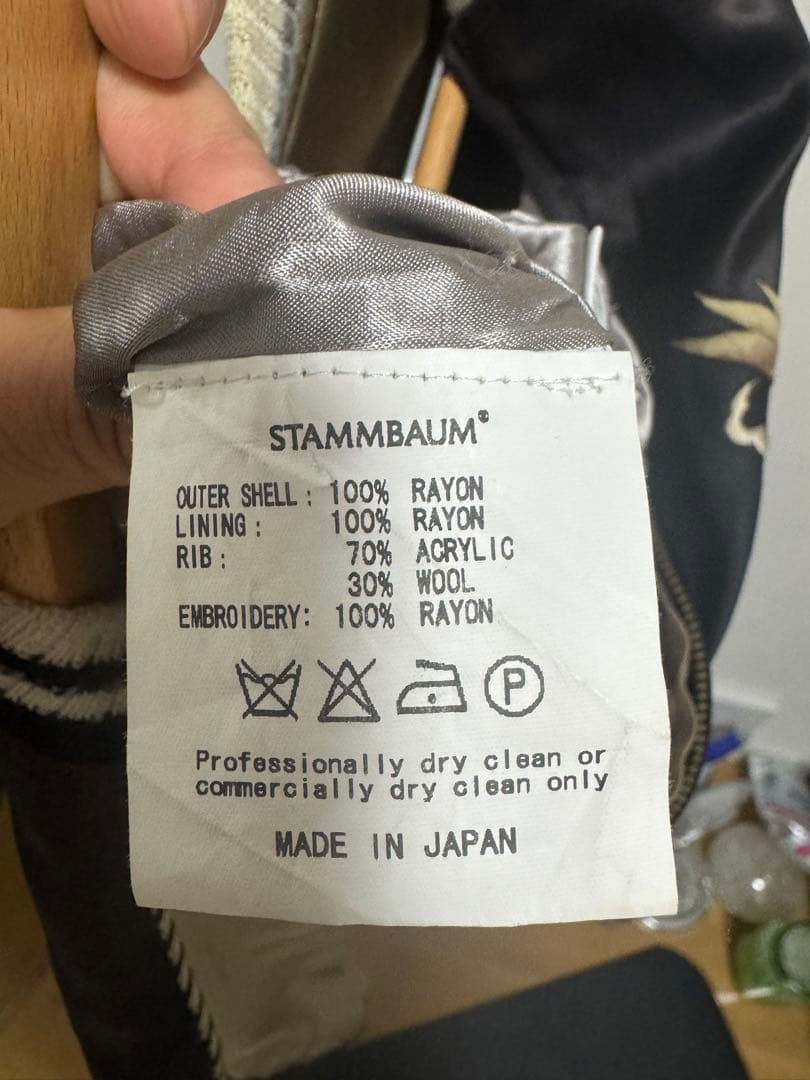 STAMMBAUM®
OUTER SHELL : 100% RAYON
LINING : 100% RAYON
RIB : 70% ACRYLIC
30% WOOL
EMBROIDERY: 100% RAYON
P
Professionally dry clean or
commercially dry clean only
MADE IN JAPAN